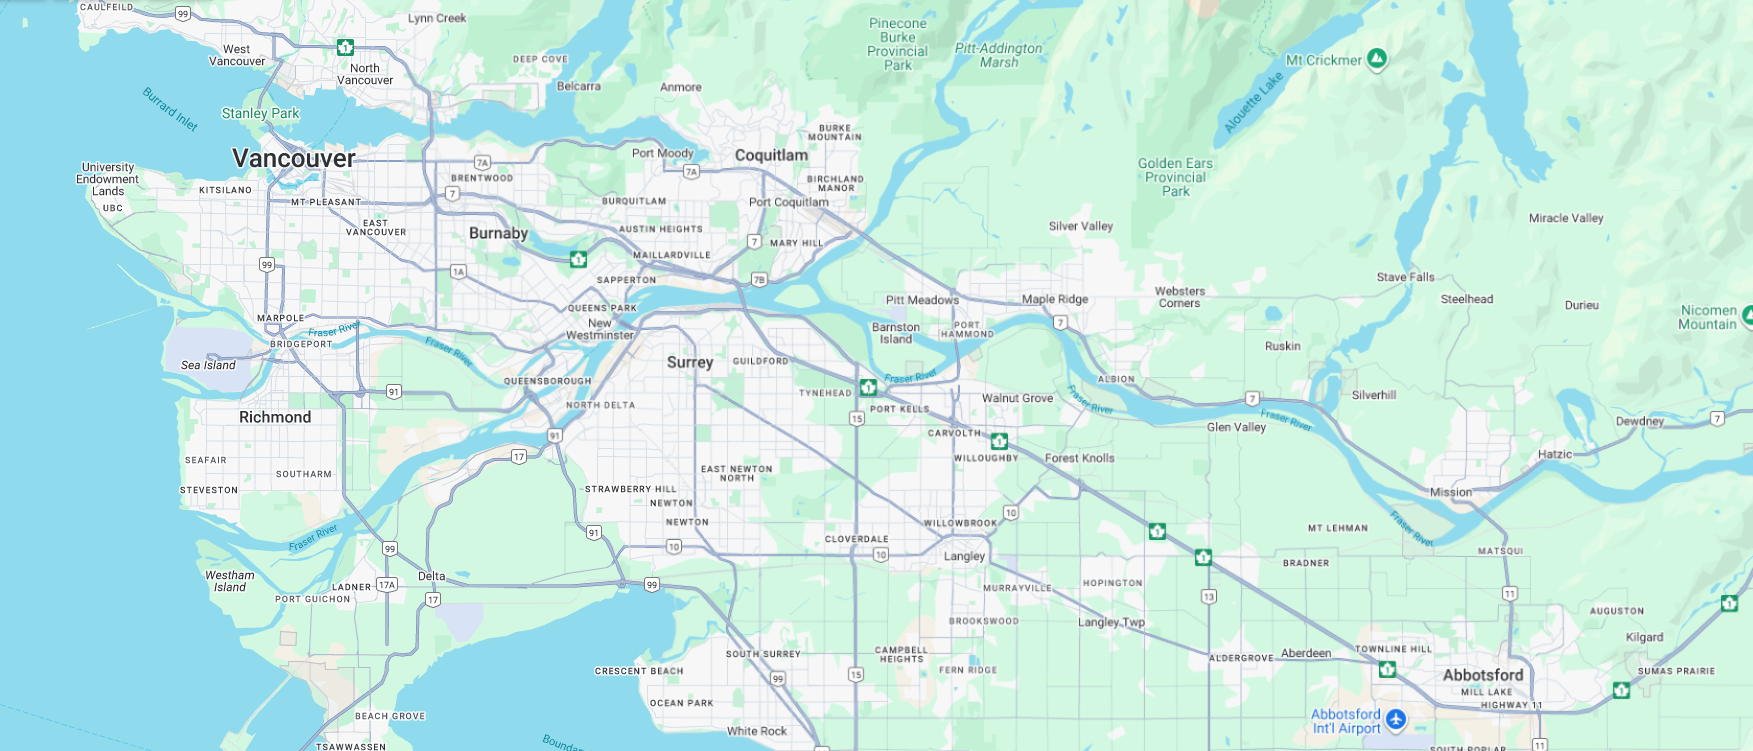 CAULFEILD
99
Lynn Creek
West
Vancouver
1
North
Vancouver
DEEP COVE
Belcarra
Anmore
Pinecone
Burke
Provincial
Park
Pitt-Addington
Marsh
Mt Crickmer
Alouette Lake
Burrard Inlet
Stanley Park
Vancouver
University
Endowment
Lands
UBC
KITSILANO
MT PLEASANT
EAST
VANCOUVER
7A
BRENTWOOD
7
Burnaby
1
1A
99
Port Moody
7A
Coquitlam
BURKE
MOUNTAIN
BIRCHLAND
MANOR
Port Coquitlam
BURQUITLAM
AUSTIN HEIGHTS
MAILLARDVILLE
7
MARY HILL
SAPPERTON
7B
Golden Ears
Provincial
Park
Silver Valley
Miracle Valley
Stave Falls
Steelhead
Durieu
Nicomen
Mountain
Websters
Corners
Ruskin
Pitt Meadows
Maple Ridge
7
PORT
HAMMOND
Barnston
Island
QUEENS PARK
New
Westminster
MARPOLE
Fraser River
BRIDGEPORT
Sea Island
Fraser River
QUEENSBOROUGH
91
Richmond
NORTH DELTA
91
17
SEAFAIR
SOUTHARM
STEVESTON
Surrey
GUILDFORD
TYNEHEAD
1
Fraser River
PORT KELLS
15
Walnut Grove
CARVOLTH
1
WILLOUGHBY
Forest Knolls
ALBION
Fraser River
7
Glen Valley
Fraser River
Silverhill
Dewdney
7
Hatzic
Mission
Fraser River
MATSQUI
EAST NEWTON
NORTH
STRAWBERRY HILL
NEWTON
NEWTON
10
91
CLOVERDALE
10
WILLOWBROOK
10
Langley
1
1
MT LEHMAN
BRADNER
Fraser River
99
Westham
Island
LADNER
17A
Delta
17
PORT GUICHON
99
MURRAYVILLE
HOPINGTON
13
11
AUGUSTON
1
BROOKSWOOD
Langley Twp
Kilgard
SOUTH SURREY
CRESCENT BEACH
99
15
CAMPBELL
HEIGHTS
FERN RIDGE
ALDERGROVE
Aberdeen
TOWNLINE HILL
1
Abbotsford
MILL LAKE
HIGHWAY 11
SUMAS PRAIRIE
1
OCEAN PARK
White Rock
BEACH GROVE
TSAWWASSEN
Abbotsford
Int'l Airport
11